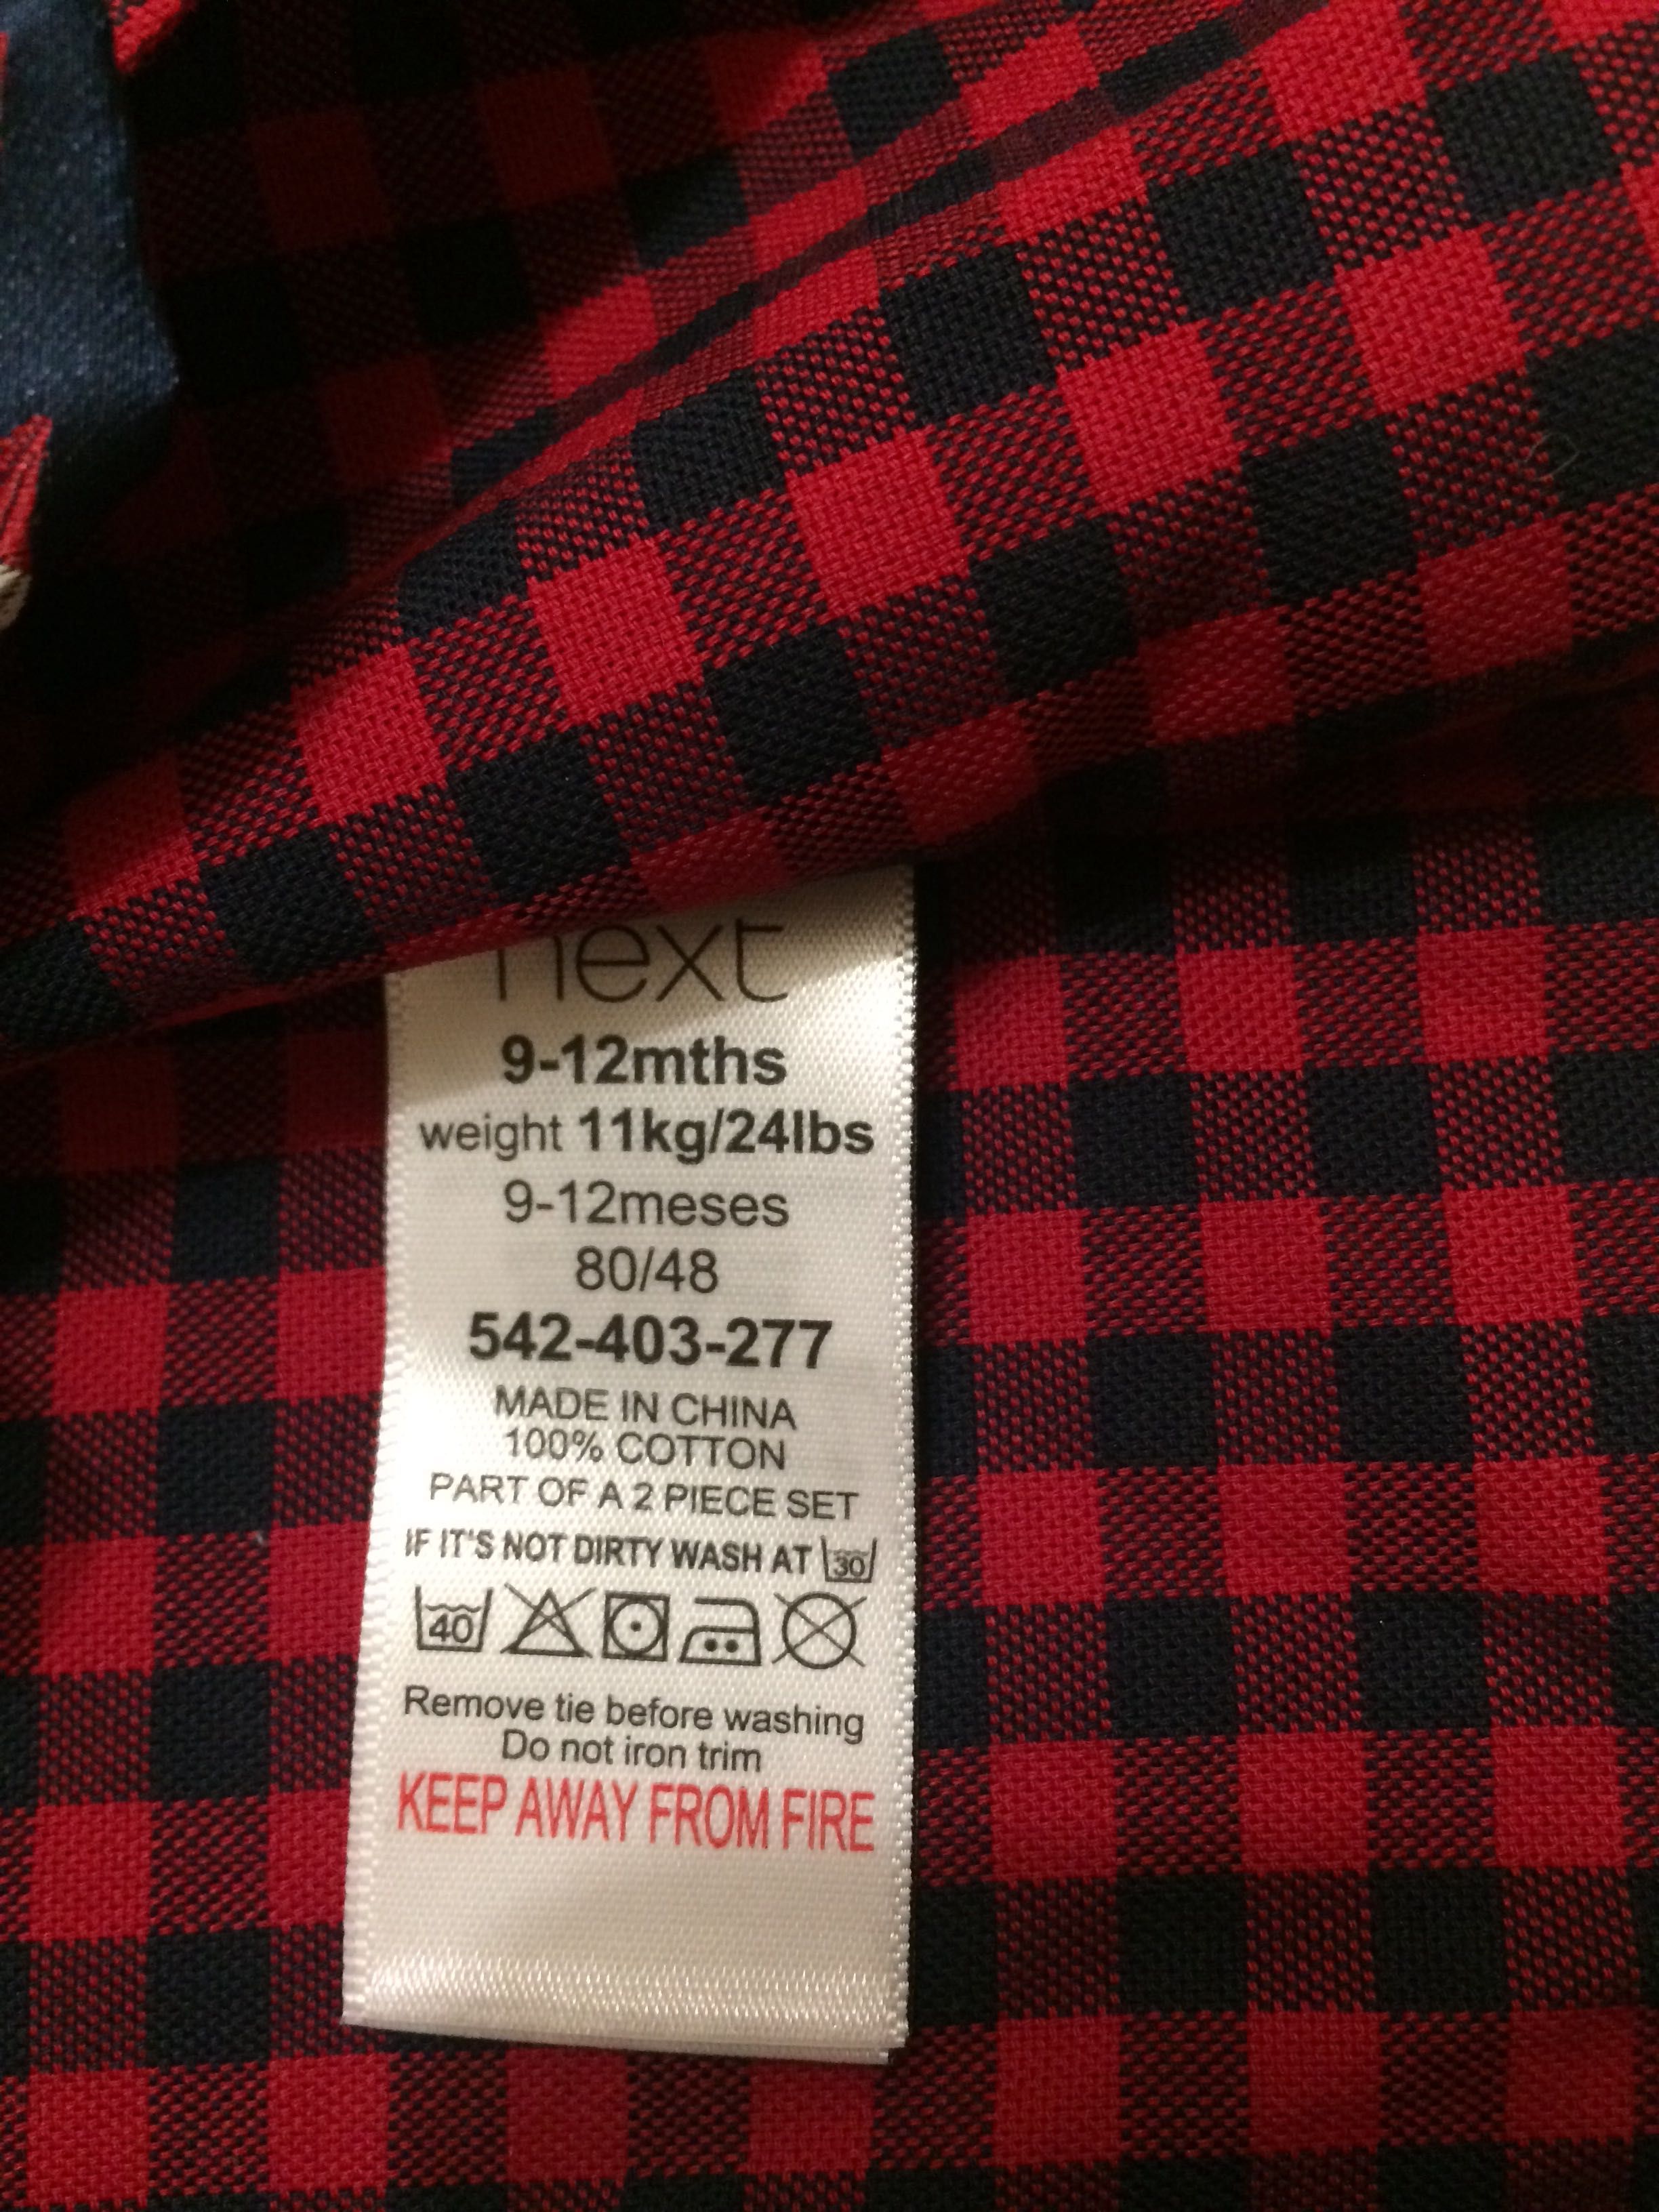 next
9-12mths
weight 11kg/24lbs
9-12meses
80/48
542-403-277
MADE IN CHINA
100% COTTON
PART OF A 2 PIECE SET
IF IT'S NOT DIRTY WASH AT 30
40
Remove tie before washing
Do not iron trim
KEEP AWAY FROM FIRE